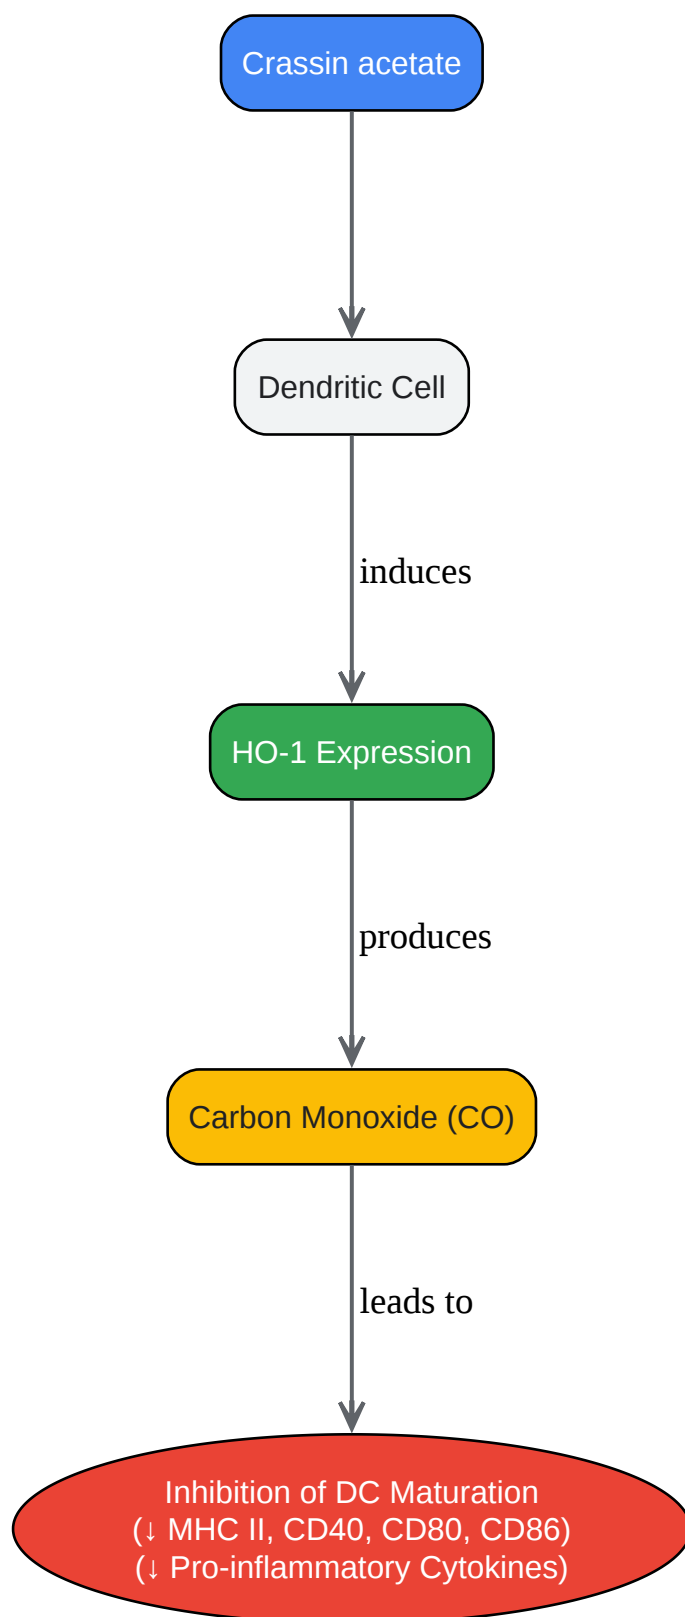 Crassin acetate
Dendritic Cell
induces
HO-1 Expression
produces
Carbon Monoxide (CO)
leads to
Inhibition of DC Maturation
(↓ MHC II, CD40, CD80, CD86)
(↓ Pro-inflammatory Cytokines)